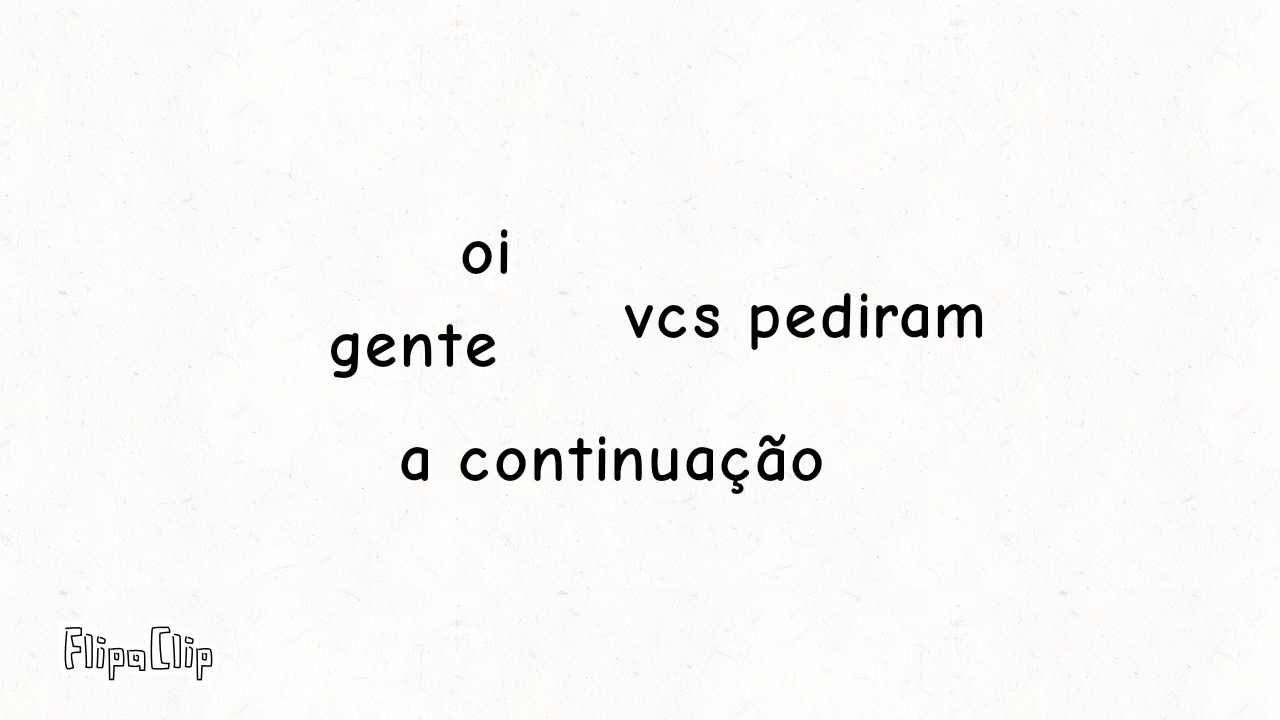 oi
gente
vcs pediram
a continuação
FlipaClip